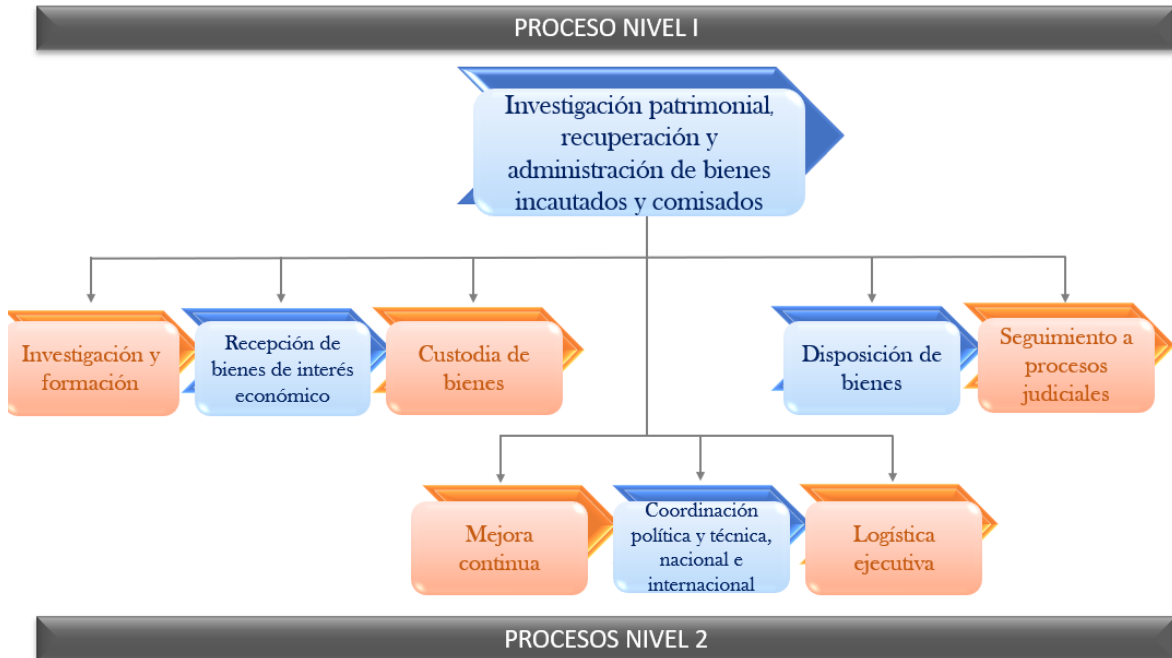 PROCESO NIVEL I
Investigación patrimonial,
recuperación y
administración de bienes
incautados y comisados
Investigación y
formación
Recepción de
bienes de interés
económico
Custodia de
bienes
Disposición de
bienes
Seguimiento a
procesos
judiciales
Mejora
continua
Coordinación
política y técnica,
nacional e
internacional
Logística
ejecutiva
PROCESOS NIVEL 2